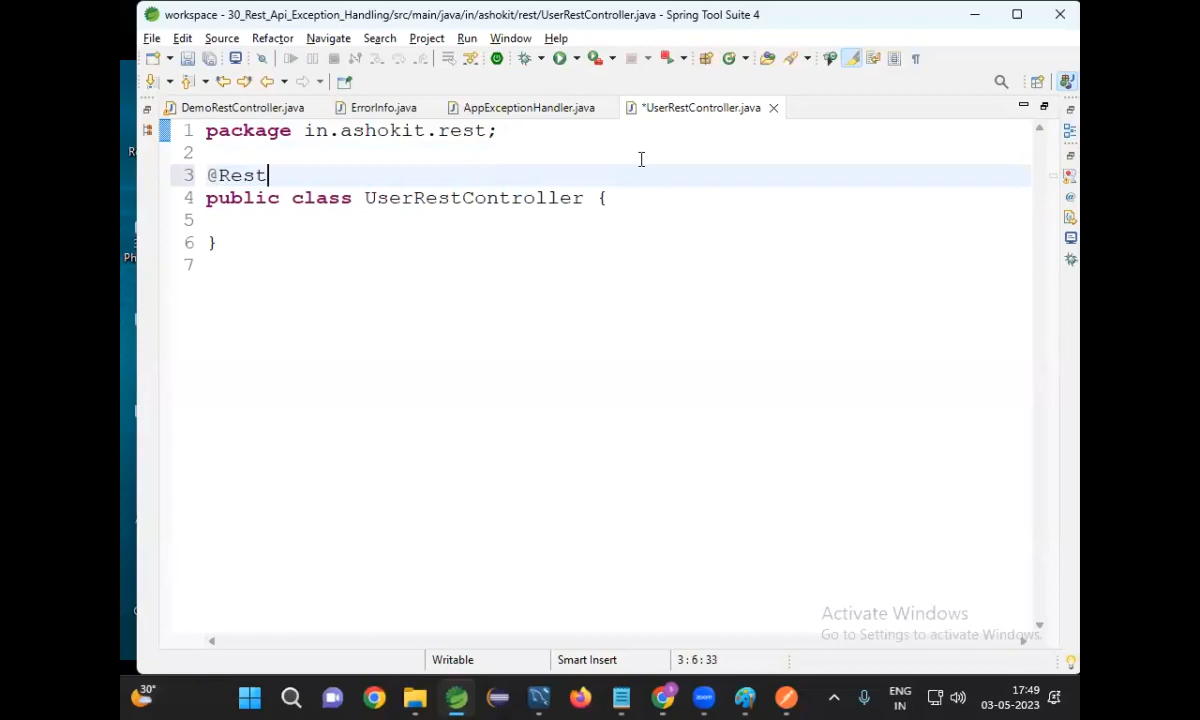 workspace - 30_Rest_Api_Exception_Handling/src/main/java/in/ashokit/rest/UserRestController.java - Spring Tool Suite 4
File Edit Source Refactor Navigate Search Project Run Window Help
DemoRestController.java ErrorInfo.java AppExceptionHandler.java *UserRestController.java
1 package in.ashokit.rest;
2
3 @Rest
4 public class UserRestController {
5
6 }
7
Activate Windows
Go to Settings to activate Windows.
Writable Smart Insert 3 : 6 : 33
30° ENG 17:49
IN 03-05-2023